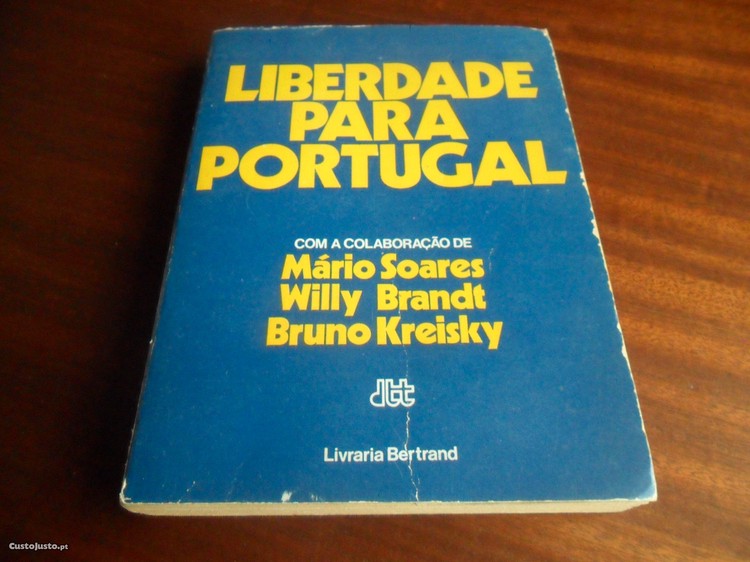 LIBERDADE
PARA
PORTUGAL
COM A COLABORAÇÃO DE
Mário Soares
Willy Brandt
Bruno Kreisky
dtt
Livraria Bertrand
Custojusto.pt